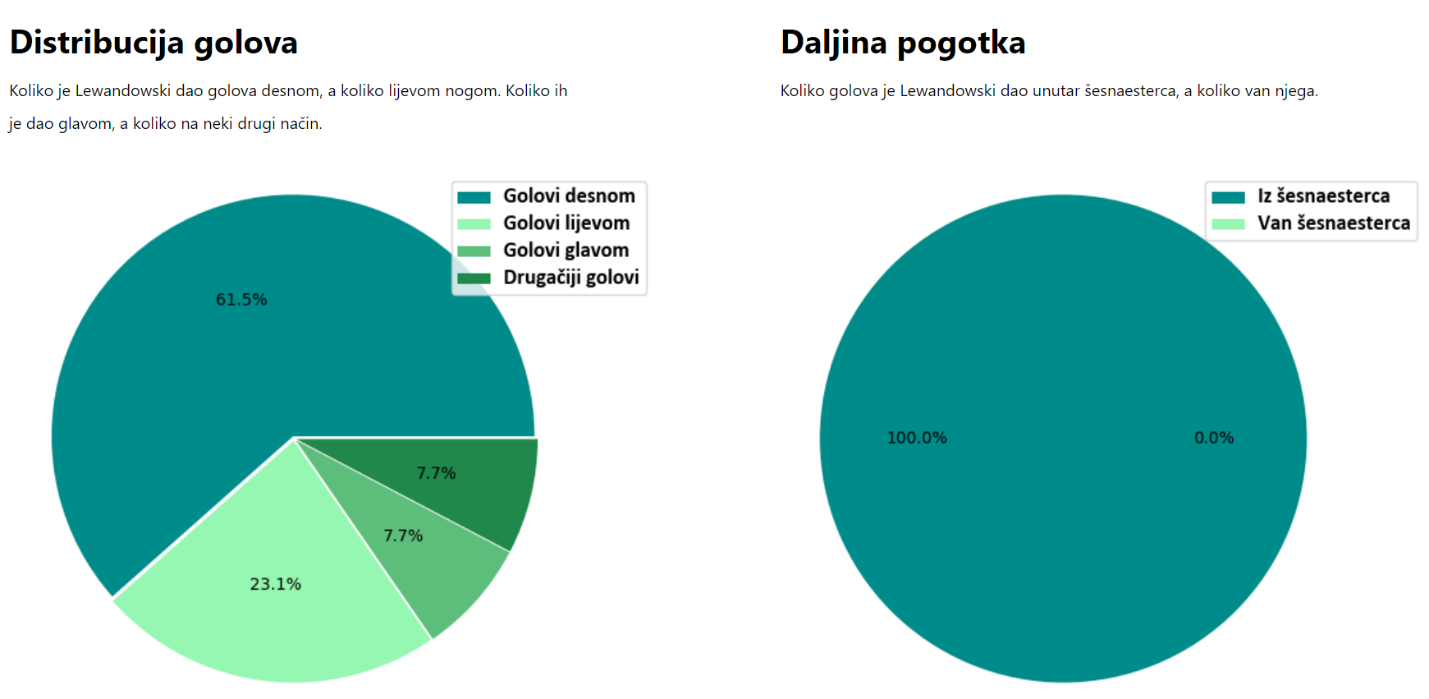 Distribucija golova
Koliko je Lewandowski dao golova desnom, a koliko lijevom nogom. Koliko ih
je dao glavom, a koliko na neki drugi način.
Golovi desnom
Golovi lijevom
Golovi glavom
Drugačiji golovi
61.5%
7.7%
7.7%
23.1%
Daljina pogotka
Koliko golova je Lewandowski dao unutar šesnaesterca, a koliko van njega.
Iz šesnaesterca
Van šesnaesterca
100.0%
0.0%